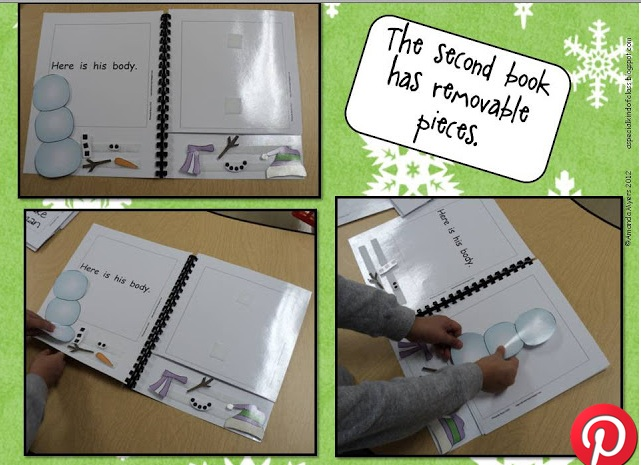 Here is his body.
The second book
has removable
pieces.
Here is his body.
Here is his body.
aspecialkindofclass.blogspot.com
© Amanda Myers 2012